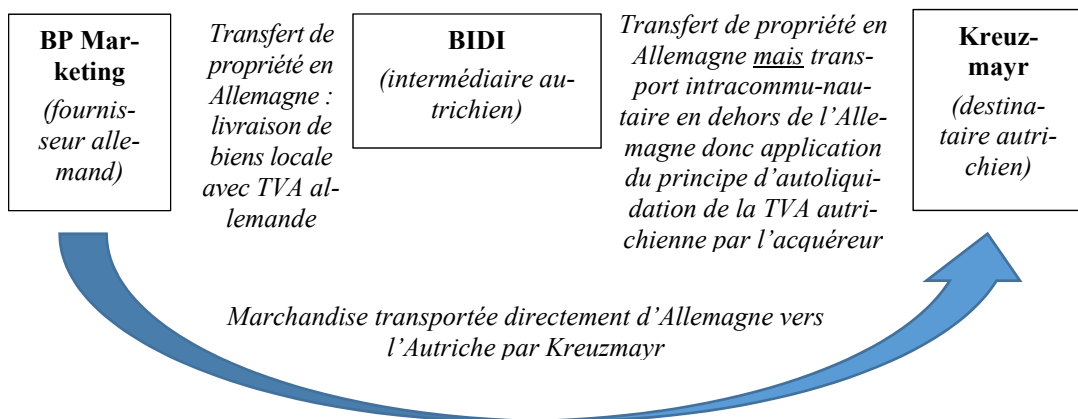 BP Mar-
keting
(fournis-
seur alle-
mand)
Transfert de
propriété en
Allemagne :
livraison de
biens locale
avec TVA al-
lemande
BIDI
(intermédiaire au-
trichien)
Transfert de propriété en
Allemagne mais trans-
port intracommu-nau-
taire en dehors de l’Alle-
magne donc application
du principe d’autoliqui-
dation de la TVA autri-
chienne par l’acquéreur
Kreuz-
mayr
(destina-
taire autri-
chien)
Marchandise transportée directement d’Allemagne vers
l’Autriche par Kreuzmayr